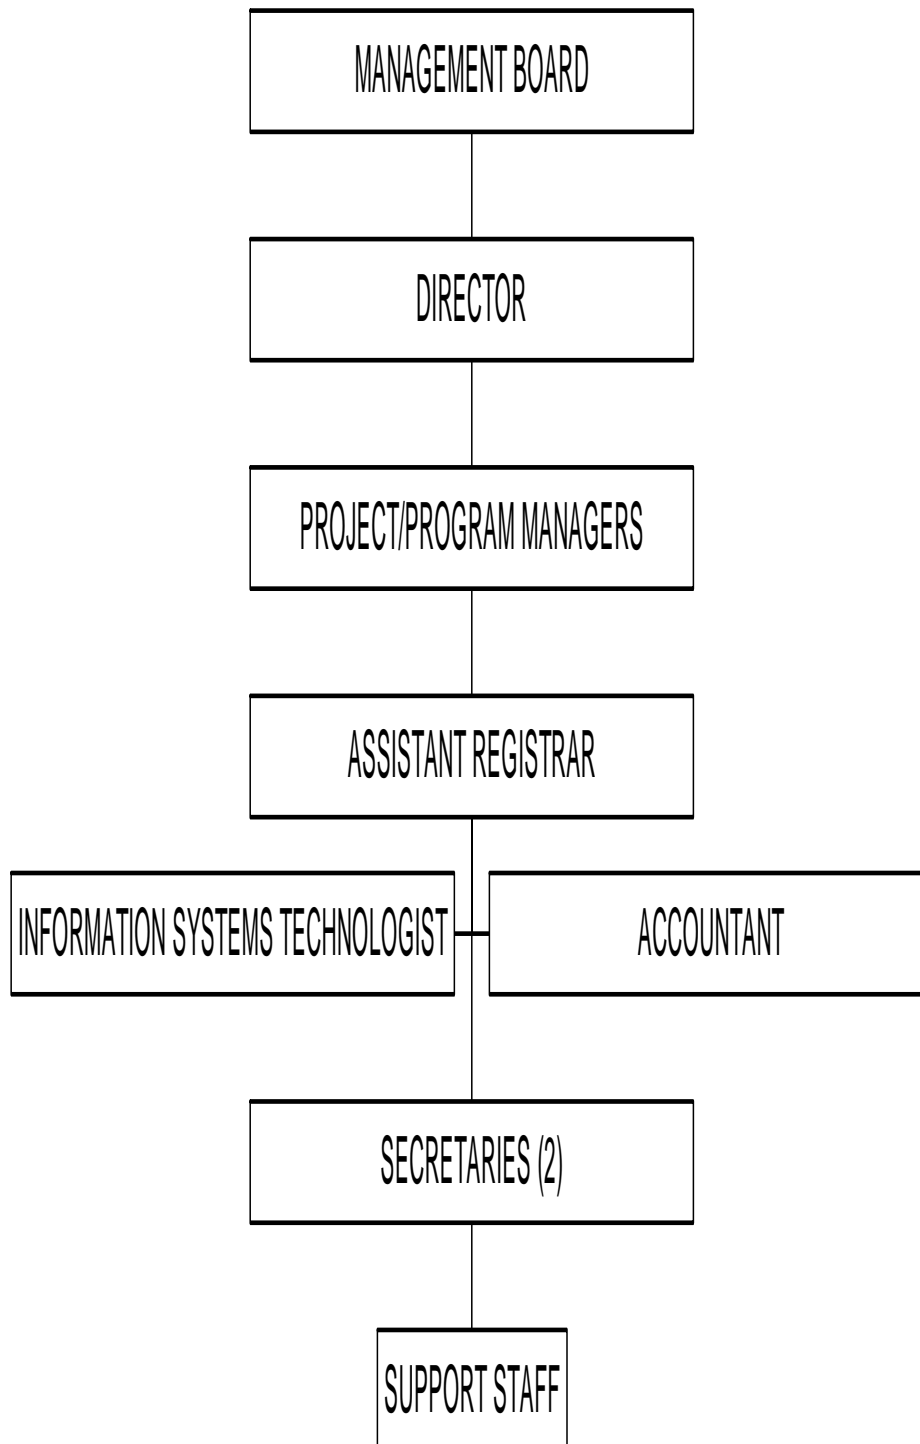 MANAGEMENT BOARD
DIRECTOR
PROJECT/PROGRAM MANAGERS
ASSISTANT REGISTRAR
INFORMATION SYSTEMS TECHNOLOGIST
ACCOUNTANT
SECRETARIES (2)
SUPPORT STAFF